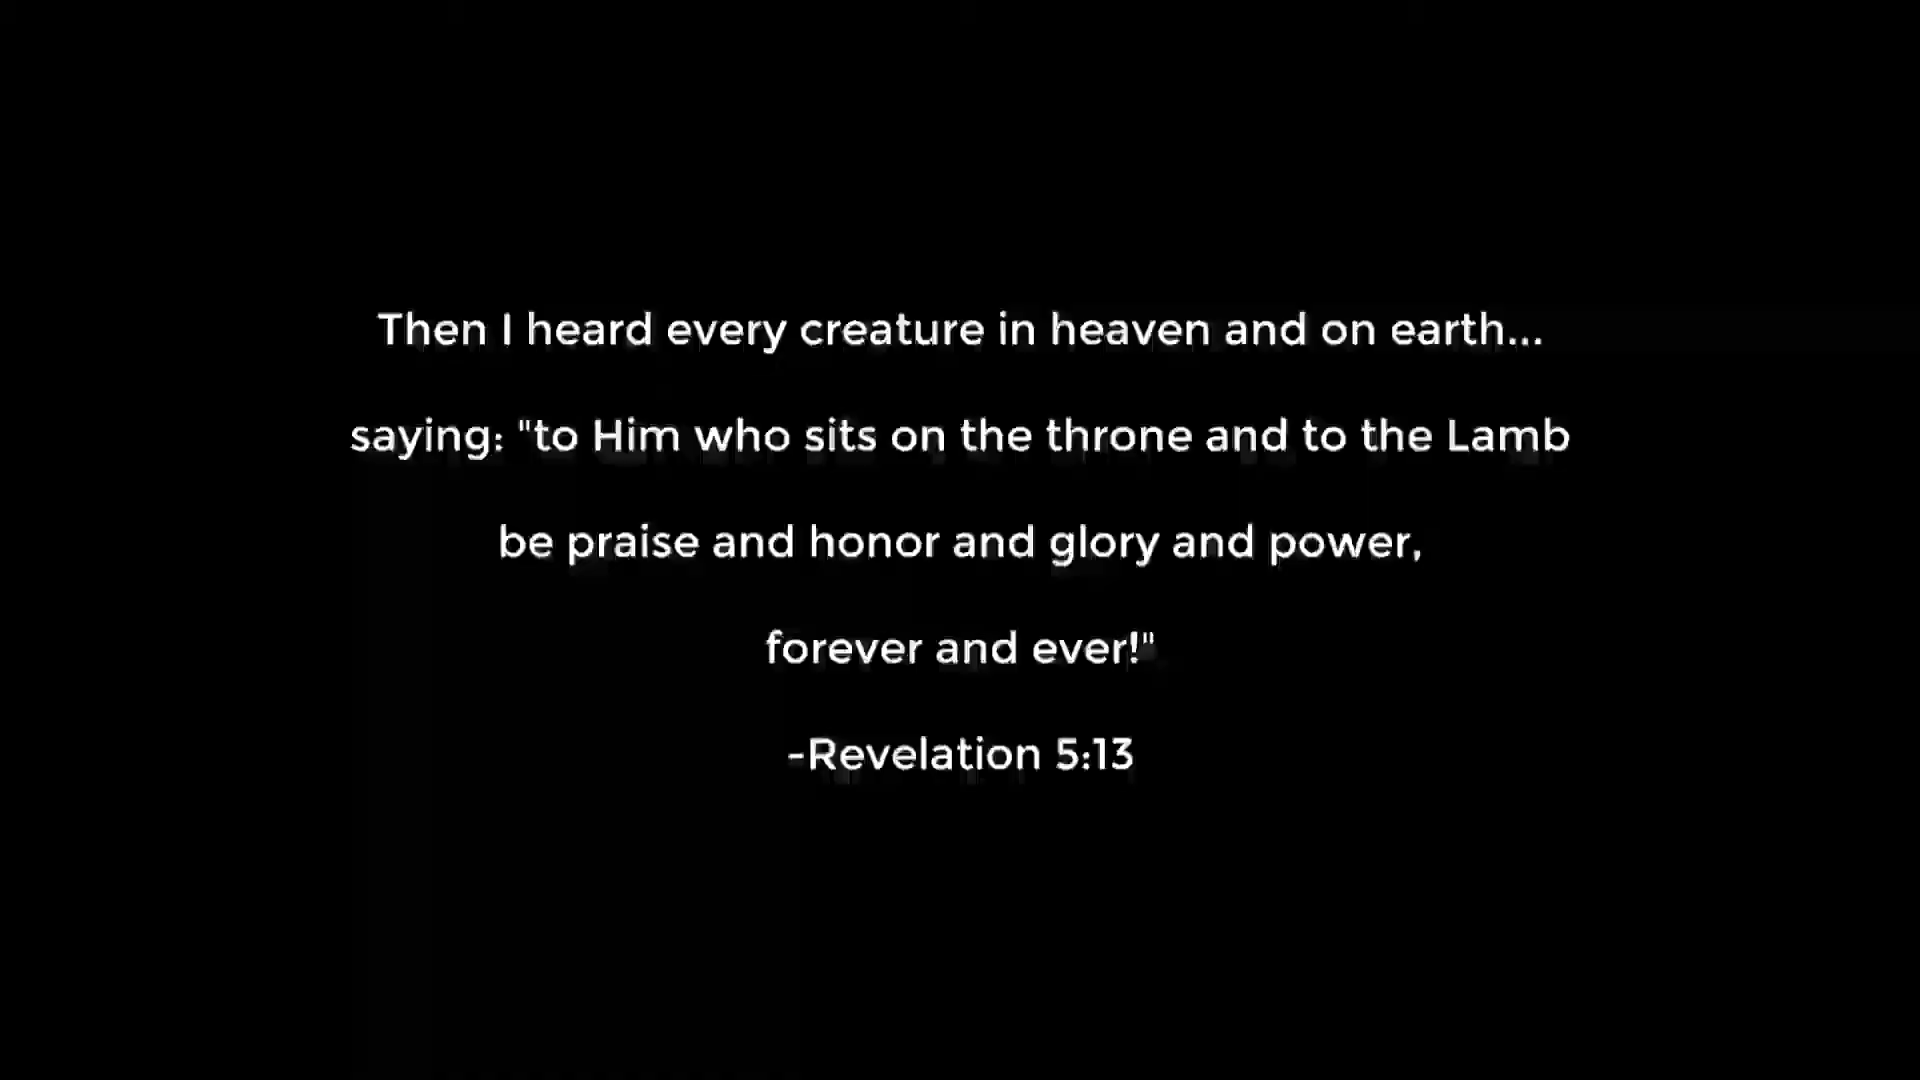 Then I heard every creature in heaven and on earth...
saying: "to Him who sits on the throne and to the Lamb
be praise and honor and glory and power,
forever and ever!"
-Revelation 5:13